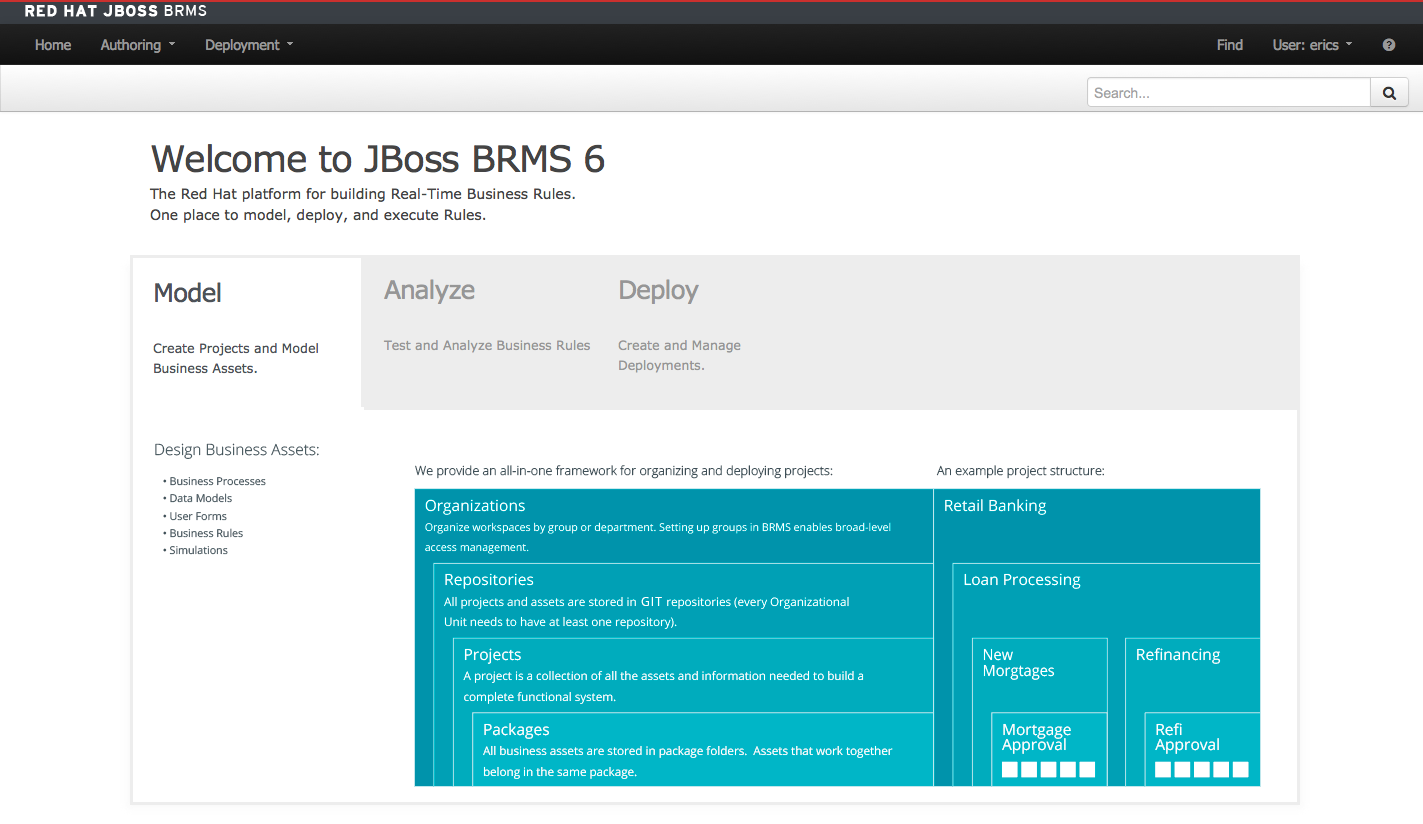 RED HAT JBOSS BRMS
Home Authoring Deployment Find User: erics ?
Search...
Welcome to JBoss BRMS 6
The Red Hat platform for building Real-Time Business Rules.
One place to model, deploy, and execute Rules.
Model
Create Projects and Model
Business Assets.
Analyze
Test and Analyze Business Rules
Deploy
Create and Manage
Deployments.
Design Business Assets:
• Business Processes
• Data Models
• User Forms
• Business Rules
• Simulations
We provide an all-in-one framework for organizing and deploying projects:
Organizations
Organize workspaces by group or department. Setting up groups in BRMS enables broad-level
access management.
Repositories
All projects and assets are stored in GIT repositories (every Organizational
Unit needs to have at least one repository).
Projects
A project is a collection of all the assets and information needed to build a
complete functional system.
Packages
All business assets are stored in package folders. Assets that work together
belong in the same package.
An example project structure:
Retail Banking
Loan Processing
New
Morgtages
Mortgage
Approval
Refinancing
Refi
Approval